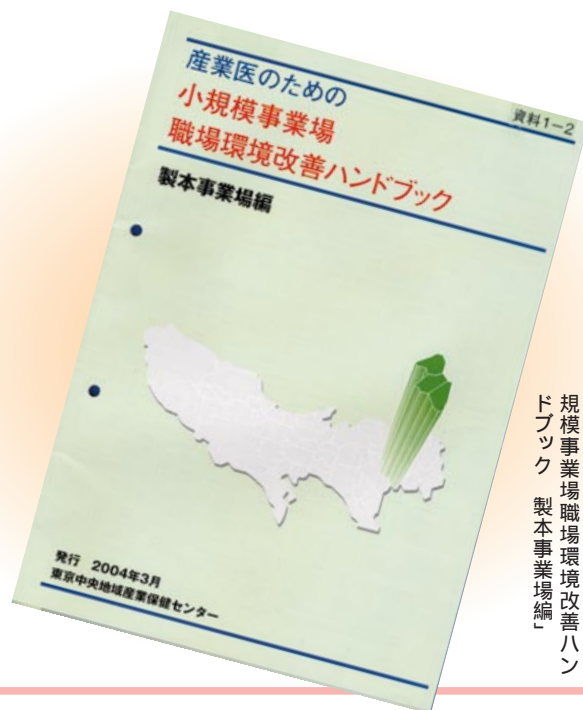 資料1-2
産業医のための
小規模事業場
職場環境改善ハンドブック
製本事業場編
発行 2004年3月
東京中央地域産業保健センター
規模事業場職場環境改善ハン
ドブック 製本事業場編」